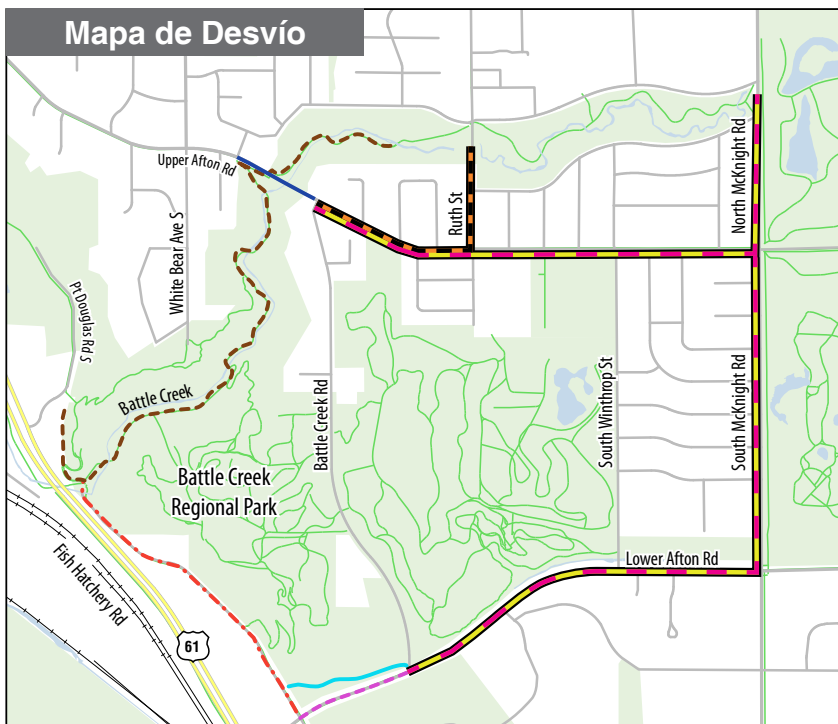 Mapa de Desvío
Upper Afton Rd
White Bear Ave S
Ruth St
North McKnight Rd
Pt Douglas Rd S
Battle Creek
Battle Creek Rd
South Winthrop St
South McKnight Rd
Battle Creek
Regional Park
Lower Afton Rd
Fish Hatchery Rd
61